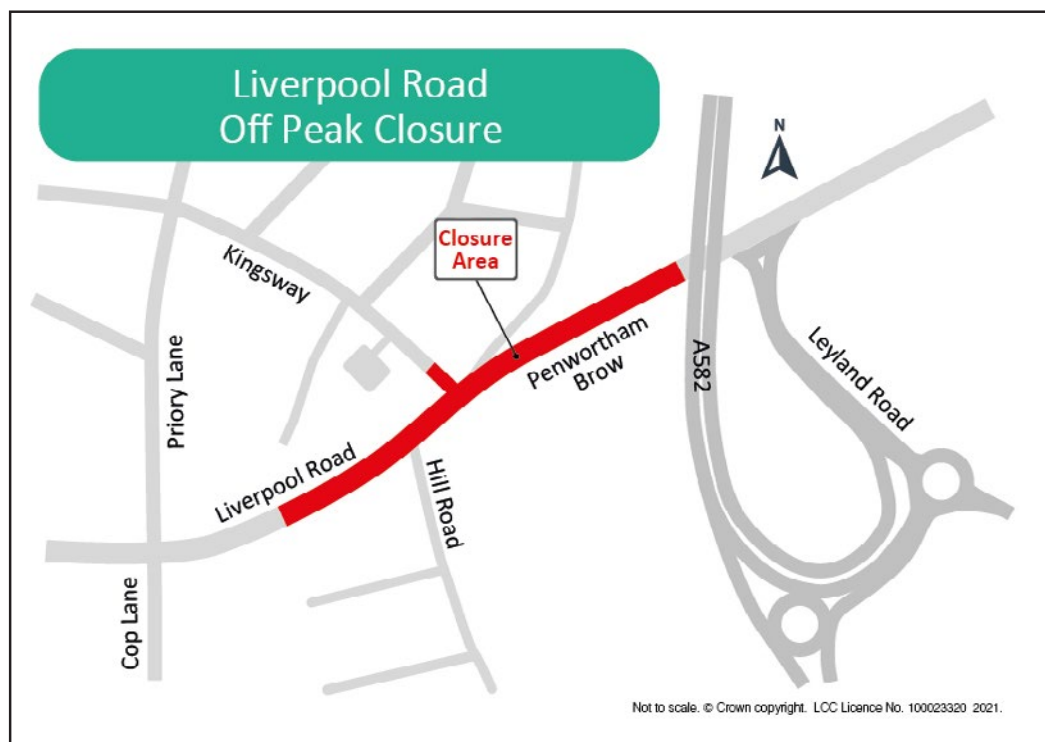 Liverpool Road
Off Peak Closure
N
Closure
Area
Kingsway
Priory Lane
Penwortham
Brow
A582
Leyland Road
Liverpool Road
Hill Road
Cop Lane
Not to scale. © Crown copyright. LCC Licence No. 100023320 2021.